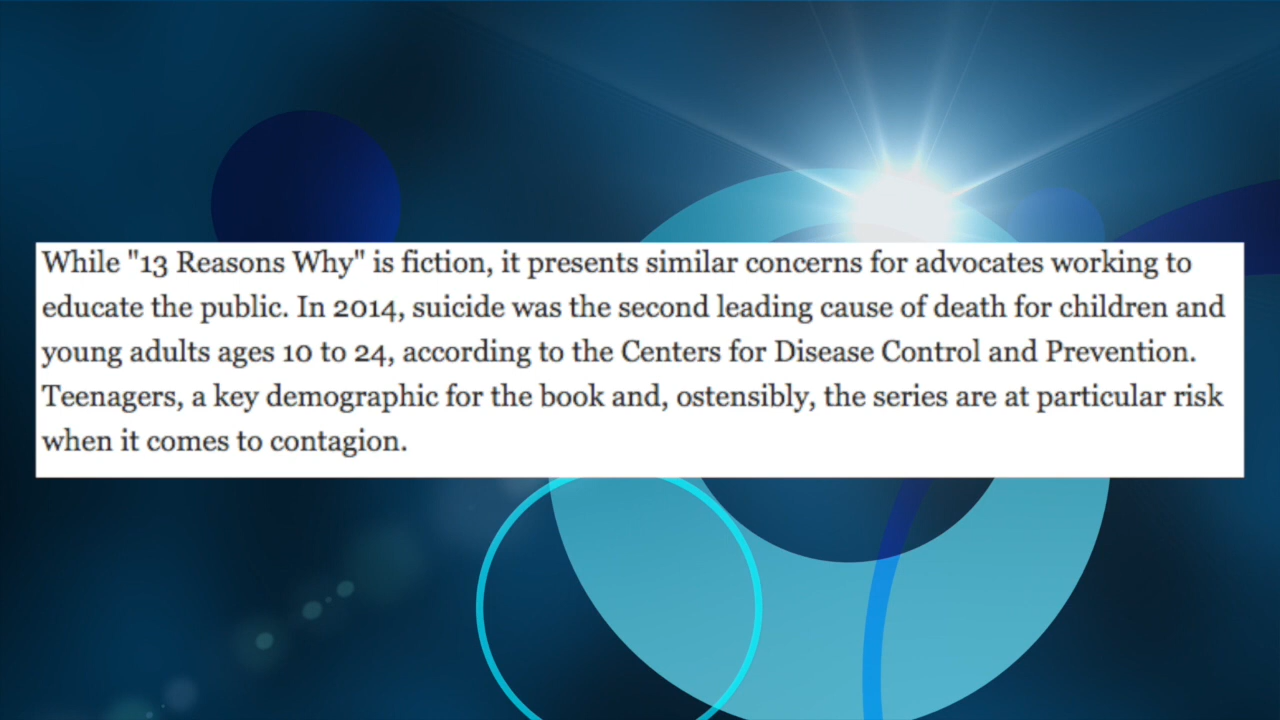 While "13 Reasons Why" is fiction, it presents similar concerns for advocates working to
educate the public. In 2014, suicide was the second leading cause of death for children and
young adults ages 10 to 24, according to the Centers for Disease Control and Prevention.
Teenagers, a key demographic for the book and, ostensibly, the series are at particular risk
when it comes to contagion.